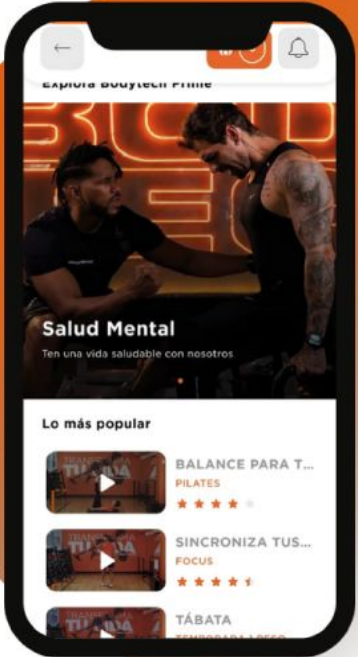 Explora Bodytech Prime
Salud Mental
Ten una vida saludable con nosotros
Lo más popular
BALANCE PARA T...
PILATES
SINCRONIZA TUS...
FOCUS
TÁBATA